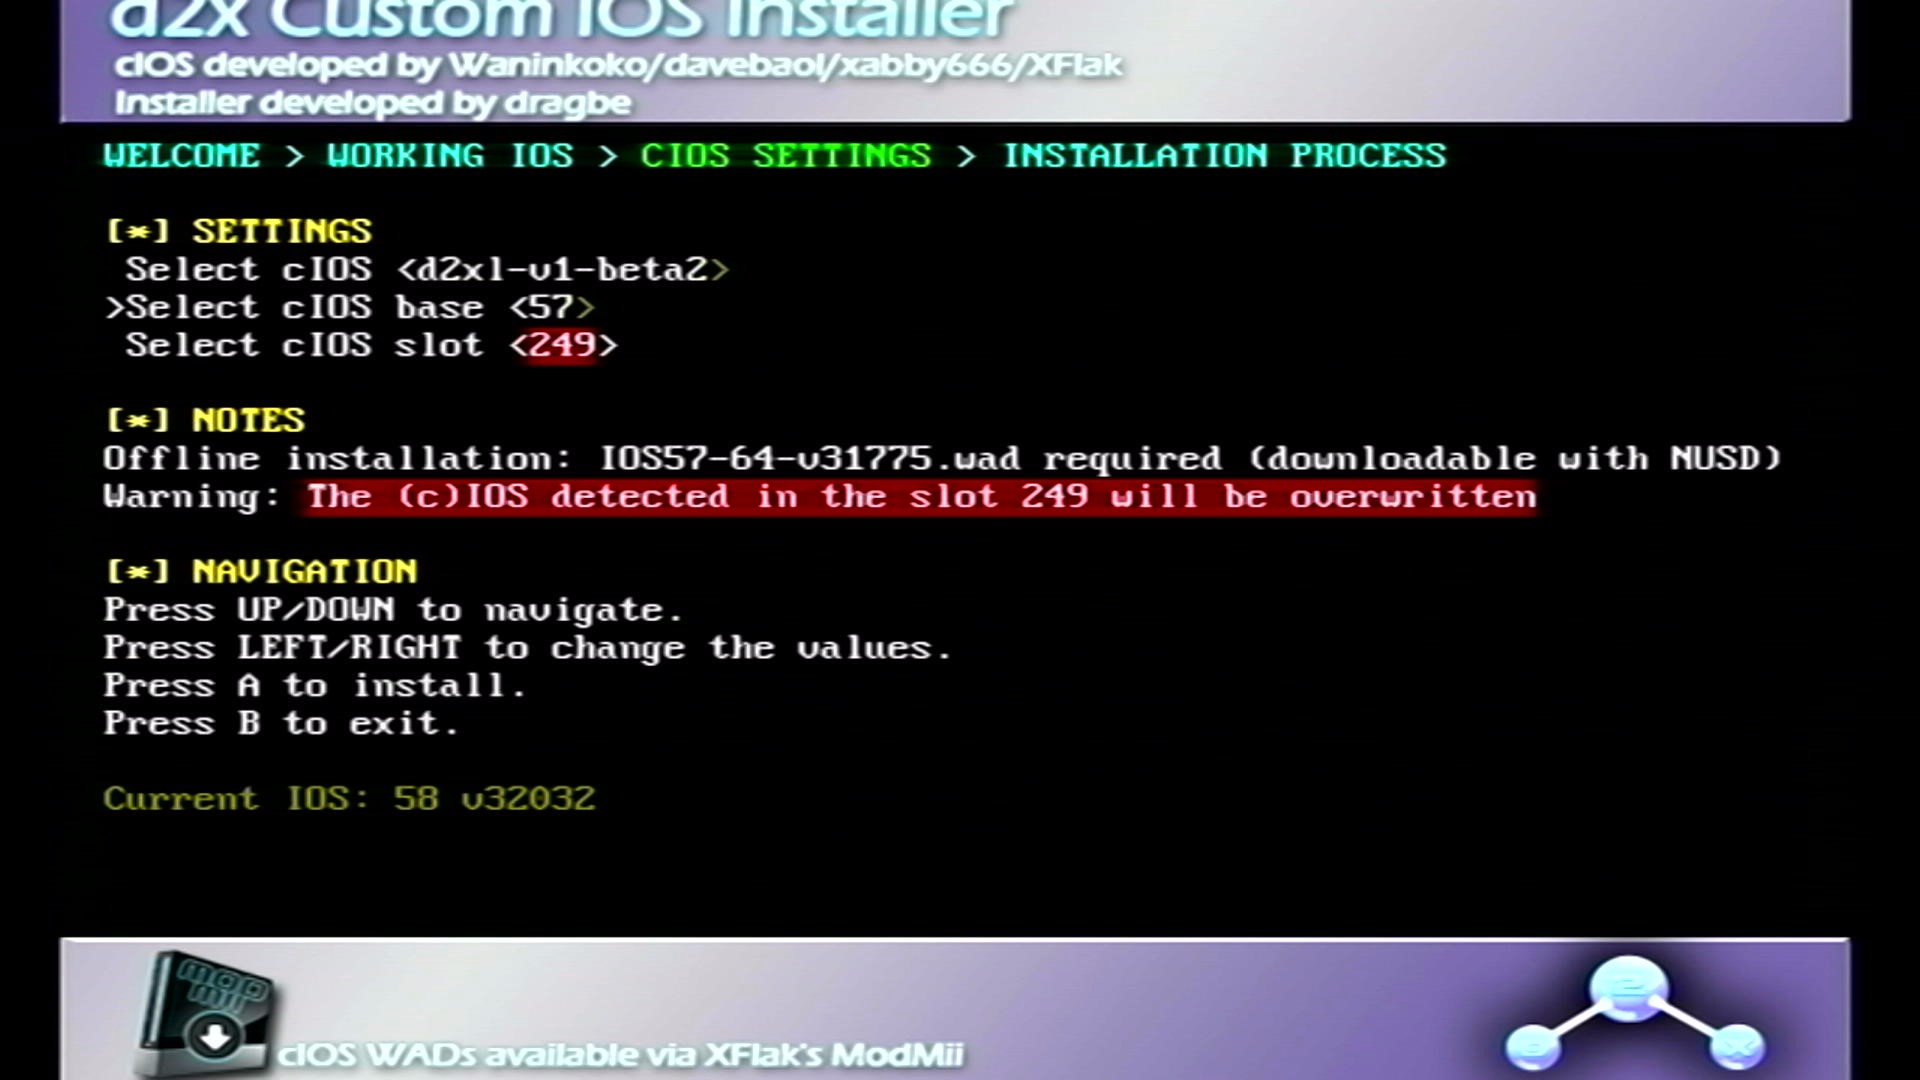 d2x Custom IOS Installer
cIOS developed by Waninkoko/davebaol/xabby666/XFlak
Installer developed by dragbe
WELCOME > WORKING IOS > CIOS SETTINGS > INSTALLATION PROCESS
[*] SETTINGS
Select cIOS <d2xl-v1-beta2>
>Select cIOS base <57>
Select cIOS slot <249>
[*] NOTES
Offline installation: IOS57-64-v31775.wad required (downloadable with NUSD)
Warning: The (c)IOS detected in the slot 249 will be overwritten
[*] NAVIGATION
Press UP/DOWN to navigate.
Press LEFT/RIGHT to change the values.
Press A to install.
Press B to exit.
Current IOS: 58 v32032
MOD
MII
cIOS WADs available via XFlak's ModMii
2
X